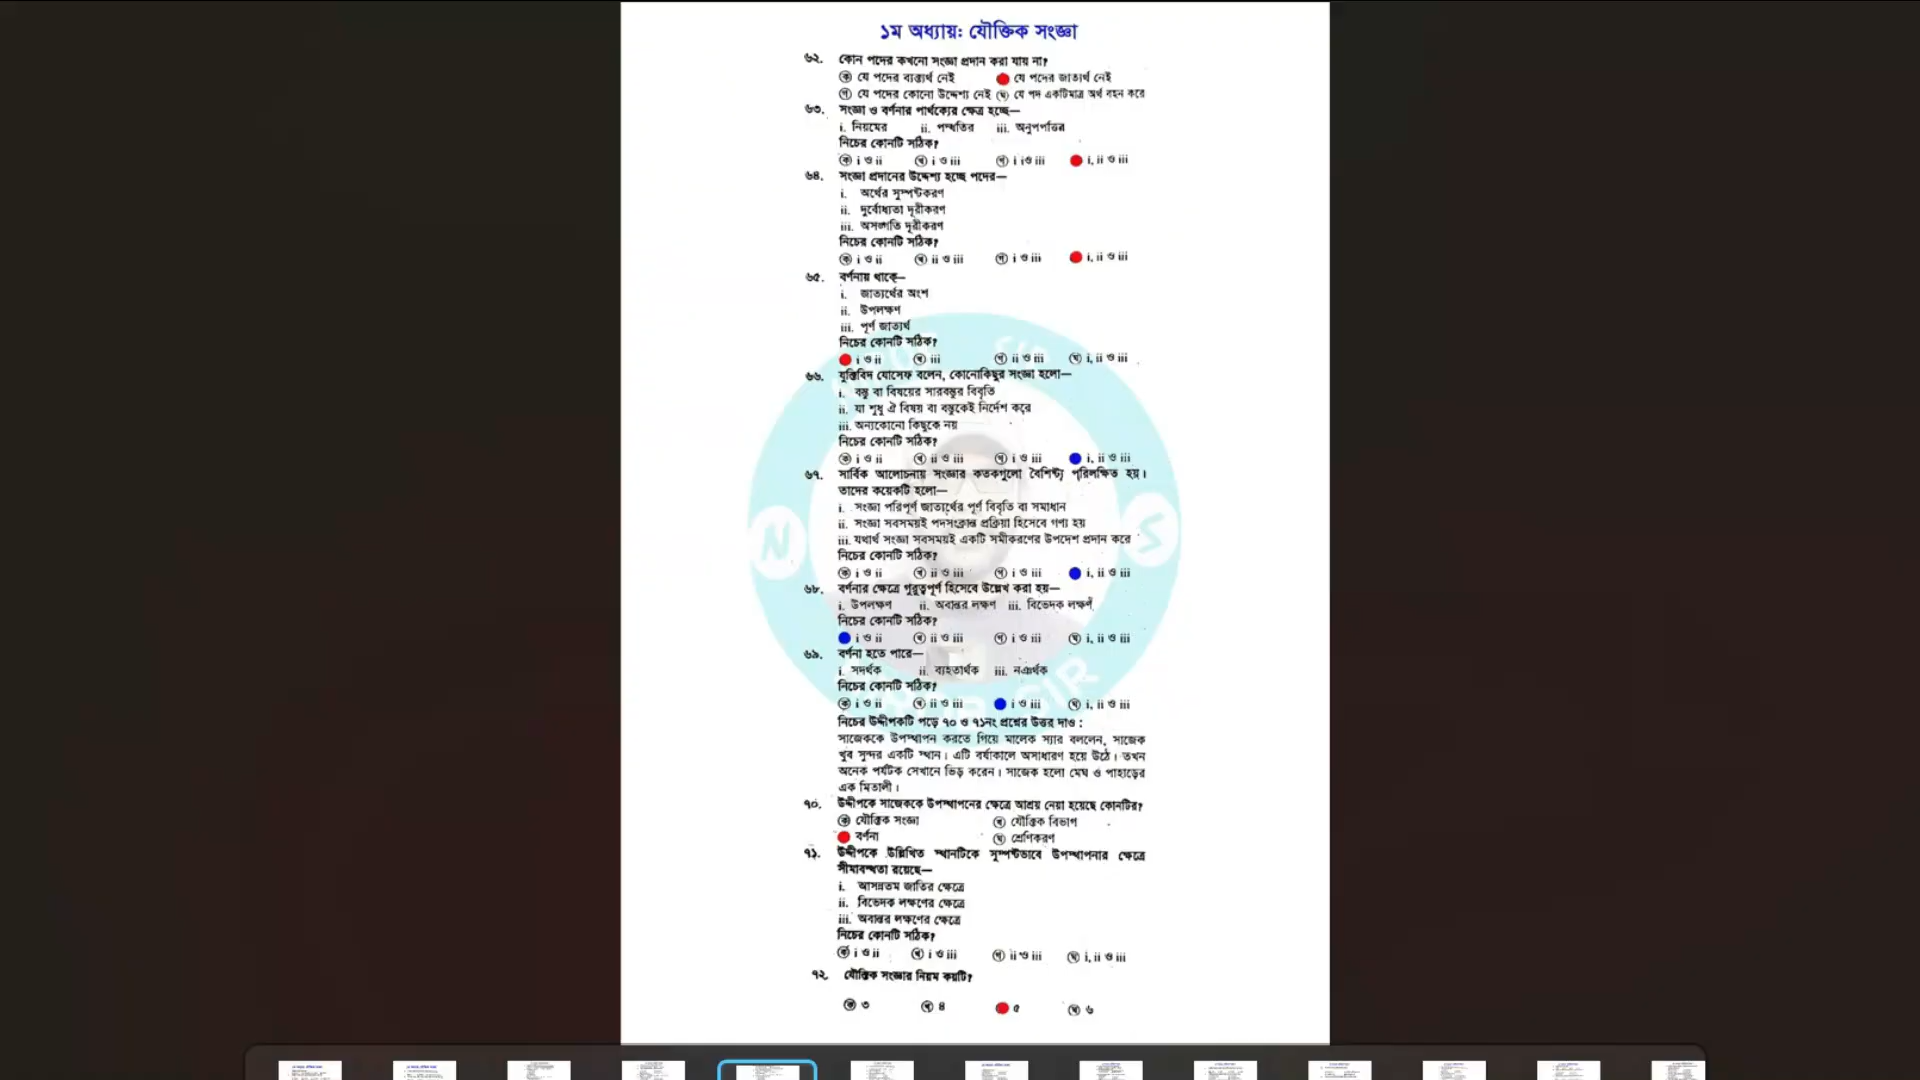 ১ম অধ্যায়: যৌক্তিক সংজ্ঞা
৬২. কোন পদের কখনো সংজ্ঞা প্রদান করা যায় না?
ক যে পদের ব্যক্ত্যর্থ নেই যে পদের জাত্যর্থ নেই
গ যে পদের কোনো উদ্দেশ্য নেই ঘ যে পদ একটিমাত্র অর্থ বহন করে
৬৩. সংজ্ঞা ও বর্ণনার পার্থক্যের ক্ষেত্র হচ্ছে—
i. নিয়মের ii. পদ্ধতির iii. অনুপপত্তির
নিচের কোনটি সঠিক?
ক i ও ii খ i ও iii গ i iও iii i, ii ও iii
৬৪. সংজ্ঞা প্রদানের উদ্দেশ্য হচ্ছে পদের—
i. অর্থের সুস্পষ্টকরণ
ii. দুর্বোধ্যতা দূরীকরণ
iii. অসঙ্গতি দূরীকরণ
নিচের কোনটি সঠিক?
ক i ও ii খ ii ও iii গ i ও iii i, ii ও iii
৬৫. বর্ণনায় থাকে—
i. জাত্যর্থের অংশ
ii. উপলক্ষণ
iii. পূর্ণ জাত্যর্থ
নিচের কোনটি সঠিক?
i ও ii খ iii গ ii ও iii ঘ i, ii ও iii
৬৬. যুক্তিবিদ যোসেফ বলেন, কোনোকিছুর সংজ্ঞা হলো—
i. বস্তু বা বিষয়ের সারবস্তুর বিবৃতি
ii. যা শুধু ঐ বিষয় বা বস্তুকেই নির্দেশ করে
iii. অন্যকোনো কিছুকে নয়
নিচের কোনটি সঠিক?
ক i ও ii খ ii ও iii গ i ও iii i, ii ও iii
৬৭. সার্বিক আলোচনায় সংজ্ঞার কতকগুলো বৈশিষ্ট্য পরিলক্ষিত হয়।
তাদের কয়েকটি হলো—
i. সংজ্ঞা পরিপূর্ণ জাত্যর্থের পূর্ণ বিবৃতি বা সমাধান
ii. সংজ্ঞা সবসময়ই পদসংক্রান্ত প্রক্রিয়া হিসেবে গণ্য হয়
iii. যথার্থ সংজ্ঞা সবসময়ই একটি সমীকরণের উপদেশ প্রদান করে
নিচের কোনটি সঠিক?
ক i ও ii খ ii ও iii গ i ও iii i, ii ও iii
৬৮. বর্ণনার ক্ষেত্রে গুরুত্বপূর্ণ হিসেবে উল্লেখ করা হয়—
i. উপলক্ষণ ii. অবান্তর লক্ষণ iii. বিভেদক লক্ষণ
নিচের কোনটি সঠিক?
i ও ii খ ii ও iii গ i ও iii ঘ i, ii ও iii
৬৯. বর্ণনা হতে পারে—
i. সদর্থক ii. ব্যহতার্থক iii. নঞর্থক
নিচের কোনটি সঠিক?
ক i ও ii খ ii ও iii i ও iii ঘ i, ii ও iii
নিচের উদ্দীপকটি পড়ে ৭০ ও ৭১নং প্রশ্নের উত্তর দাও :
সাজেককে উপস্থাপন করতে গিয়ে মালেক স্যার বললেন, সাজেক
খুব সুন্দর একটি স্থান। এটি বর্ষাকালে অসাধারণ হয়ে উঠে। তখন
অনেক পর্যটক সেখানে ভিড় করেন। সাজেক হলো মেঘ ও পাহাড়ের
এক মিতালী।
৭০. উদ্দীপকে সাজেককে উপস্থাপনের ক্ষেত্রে আশ্রয় নেয়া হয়েছে কোনটির?
ক যৌক্তিক সংজ্ঞা খ যৌক্তিক বিভাগ
বর্ণনা ঘ শ্রেণিকরণ
৭১. উদ্দীপকে উল্লিখিত স্থানটিকে সুস্পষ্টভাবে উপস্থাপনার ক্ষেত্রে
সীমাবদ্ধতা রয়েছে—
i. আসন্নতম জাতির ক্ষেত্রে
ii. বিভেদক লক্ষণের ক্ষেত্রে
iii. অবান্তর লক্ষণের ক্ষেত্রে
নিচের কোনটি সঠিক?
ক i ও ii খ i ও iii গ ii ও iii ঘ i, ii ও iii
৭২. যৌক্তিক সংজ্ঞার নিয়ম কয়টি?
ক ৩ খ ৪ ৫ ঘ ৬
N
S
SIR